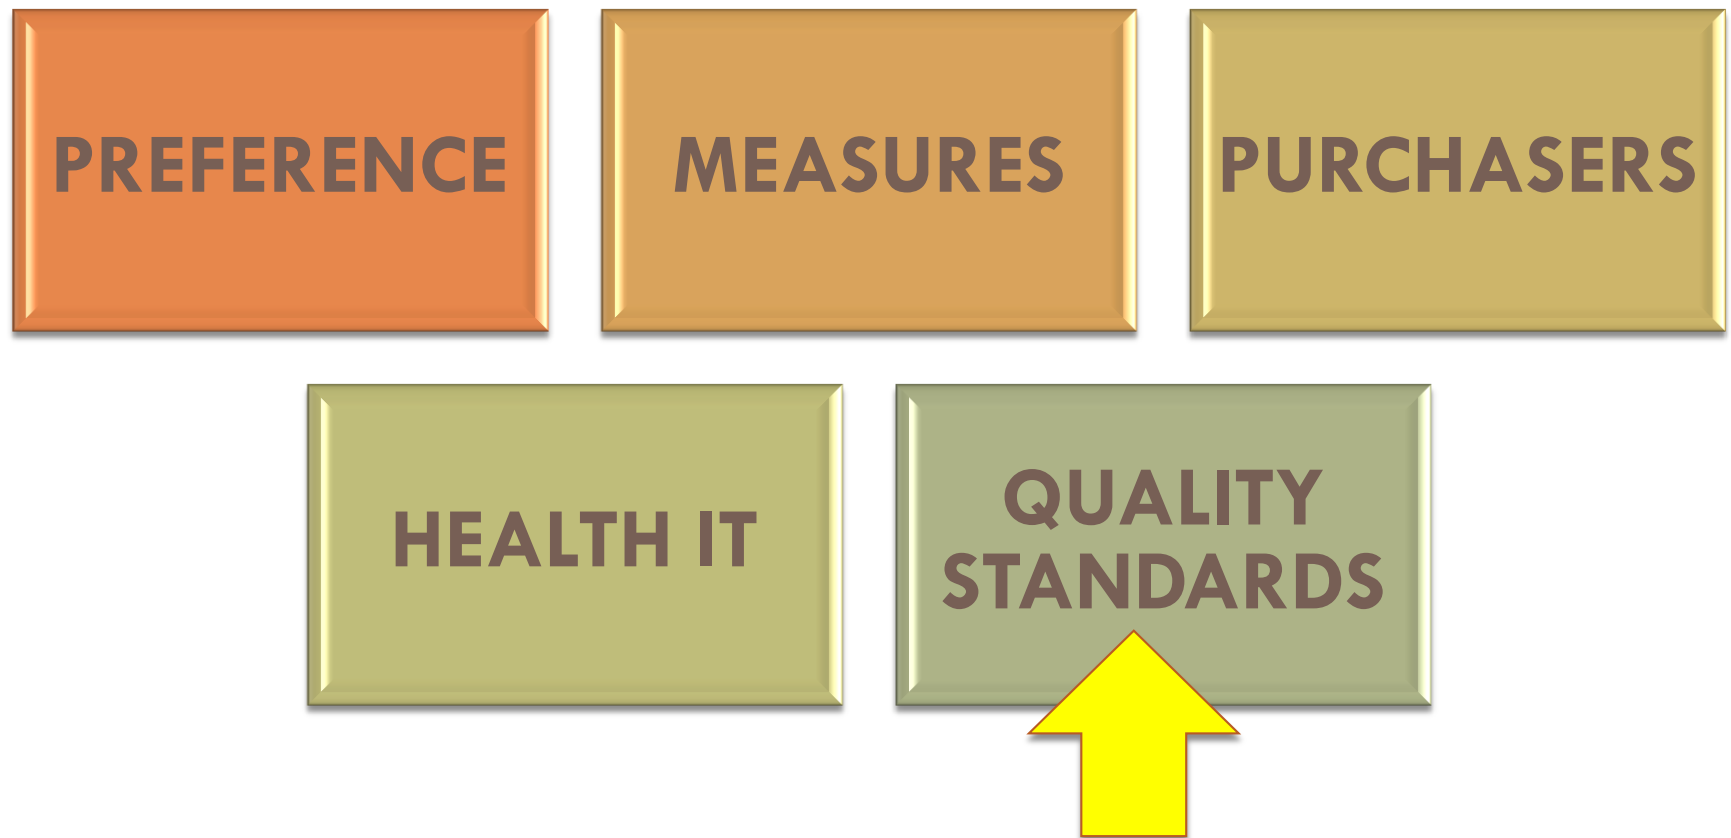 PREFERENCE
MEASURES
PURCHASERS
HEALTH IT
QUALITY
STANDARDS